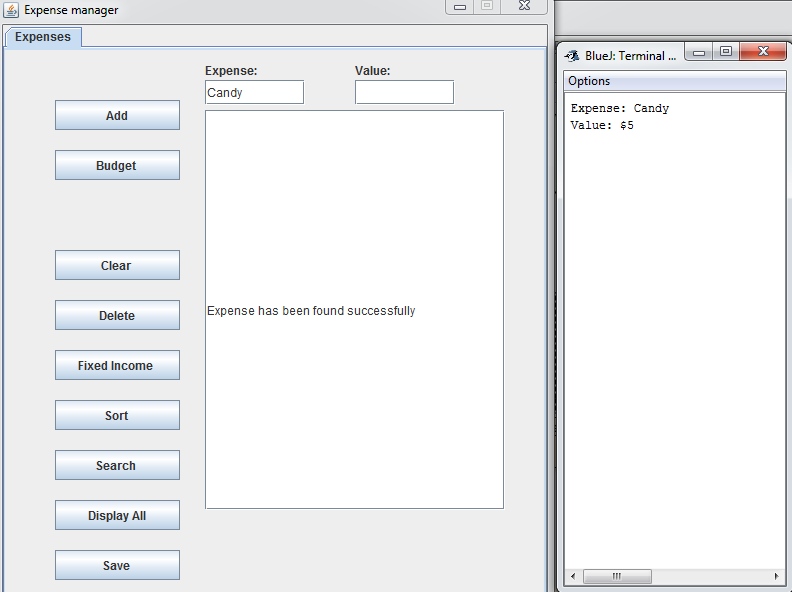 Expense manager
Expenses
Expense: Value:
Candy
Add
Budget
Clear
Delete
Fixed Income
Sort
Search
Display All
Save
Expense has been found successfully
BlueJ: Terminal ...
Options
Expense: Candy
Value: $5